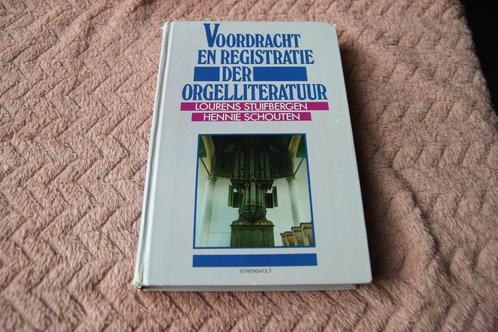 VOORDRACHT
EN REGISTRATIE
DER
ORGELLITERATUUR
LOURENS STUIFBERGEN
HENNIE SCHOUTEN
STRENGHOLT